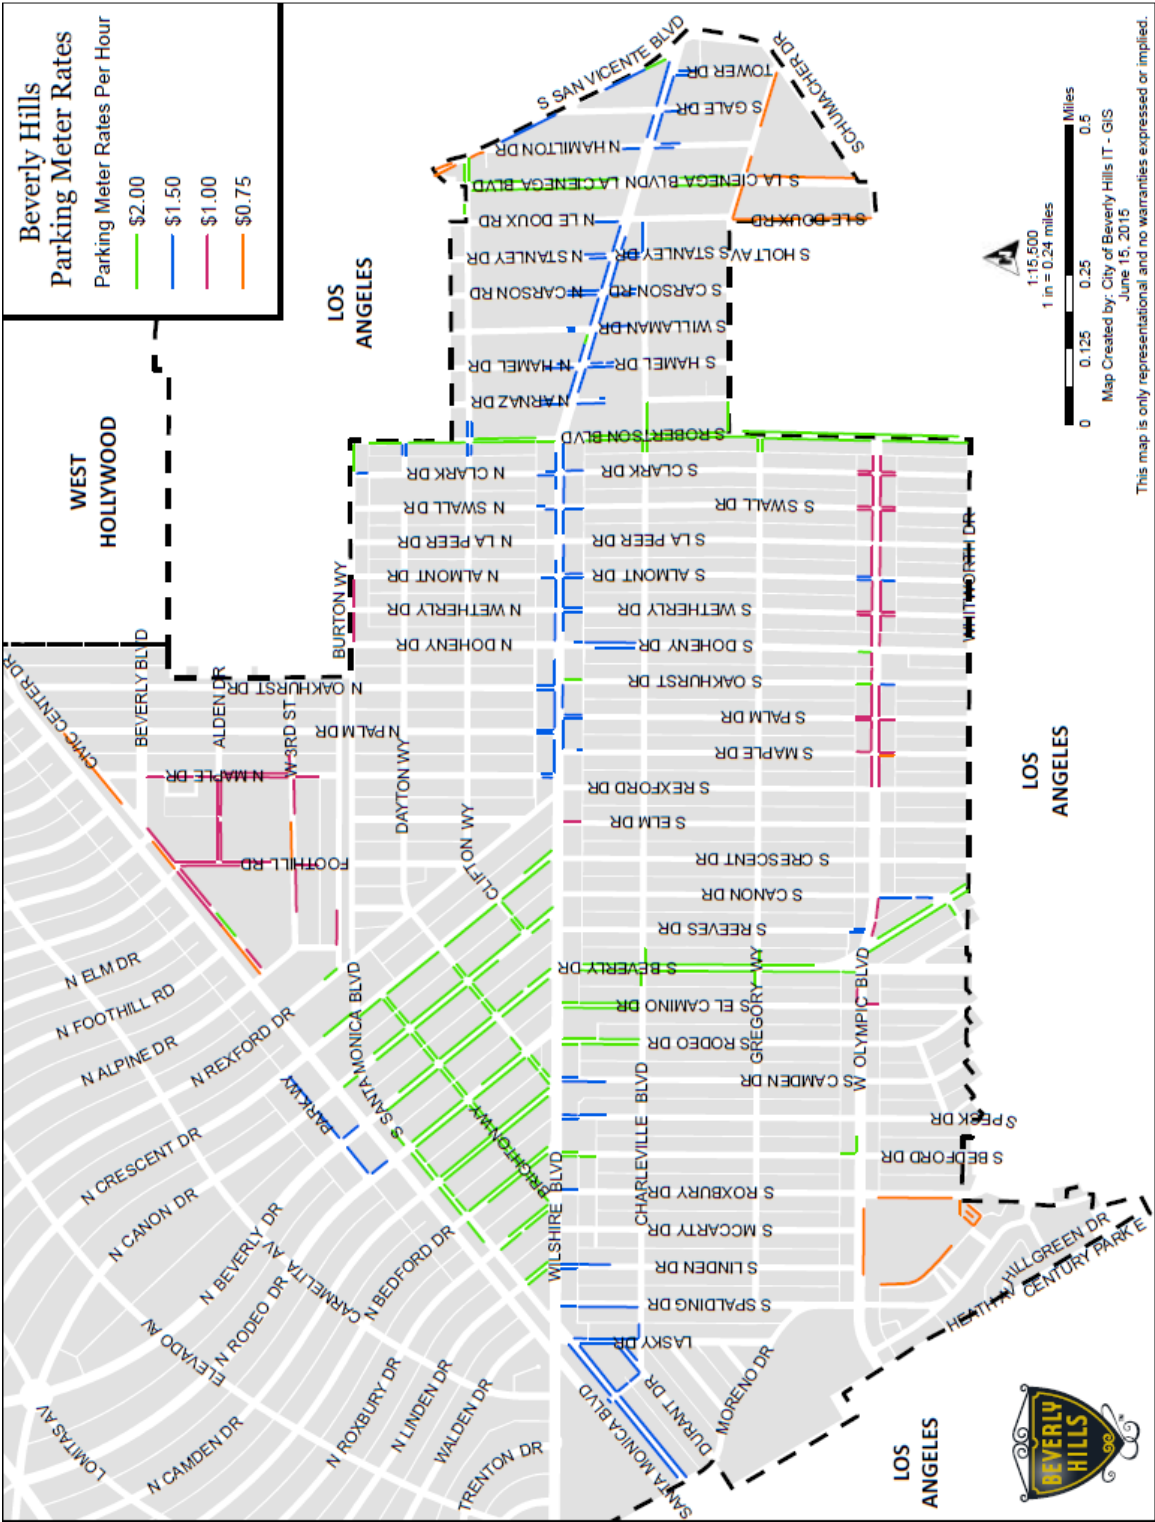 Beverly Hills
Parking Meter Rates
Parking Meter Rates Per Hour
$2.00
$1.50
$1.00
$0.75
WEST
HOLLYWOOD
LOS
ANGELES
S SAN VICENTE BLVD
TOWER DR
SCHUMACHER DR
S GALE DR
N HAMILTON DR
N LA CIENEGA BLVD
N LA CIENEGA BLVD
S LA CIENEGA BLVD
N LE DOUX RD
S LE DOUX RD
N STANLEY DR
S STANLEY DR
S HOLT AV
N CARSON RD
S CARSON RD
S WILLAMAN DR
N HAMEL DR
S HAMEL DR
N ARNAZ DR
S ROBERTSON BLVD
N CLARK DR
S CLARK DR
N SWALL DR
S SWALL DR
N LA PEER DR
S LA PEER DR
N ALMONT DR
S ALMONT DR
N WETHERLY DR
S WETHERLY DR
N DOHENY DR
S DOHENY DR
BURTON WY
WHITWORTH DR
N OAKHURST DR
S OAKHURST DR
N PALM DR
S PALM DR
N MAPLE DR
S MAPLE DR
CIVIC CENTER DR
BEVERLY BLVD
ALDEN DR
W 3RD ST
DAYTON WY
CLIFTON WY
FOOTHILL RD
S REXFORD DR
S ELM DR
S CRESCENT DR
S CANON DR
S REEVES DR
S BEVERLY DR
S EL CAMINO DR
S RODEO DR
S CAMDEN DR
S PECK DR
S BEDFORD DR
S ROXBURY DR
S MCCARTY DR
S LINDEN DR
S SPALDING DR
LASKY DR
GREGORY WY
W OLYMPIC BLVD
CHARLEVILLE BLVD
WILSHIRE BLVD
BRIGHTON WY
S SANTA MONICA BLVD
PARK WY
N ELM DR
N FOOTHILL RD
N ALPINE DR
N REXFORD DR
N CRESCENT DR
N CANON DR
N BEVERLY DR
CARMELITA AV
N RODEO DR
N BEDFORD DR
ELEVADO AV
LOMITAS AV
N CAMDEN DR
N ROXBURY DR
N LINDEN DR
WALDEN DR
TRENTON DR
SANTA MONICA BLVD
DURANT DR
MORENO DR
HEATH AV
HILLGREEN DR
CENTURY PARK E
LOS
ANGELES
LOS
ANGELES
BEVERLY
HILLS
N
1:15,500
1 in = 0.24 miles
0 0.125 0.25 0.5
Miles
Map Created by: City of Beverly Hills IT - GIS
June 15, 2015
This map is only representational and no warranties expressed or implied.